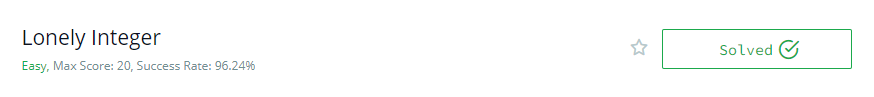 Lonely Integer
Solved
Easy, Max Score: 20, Success Rate: 96.24%